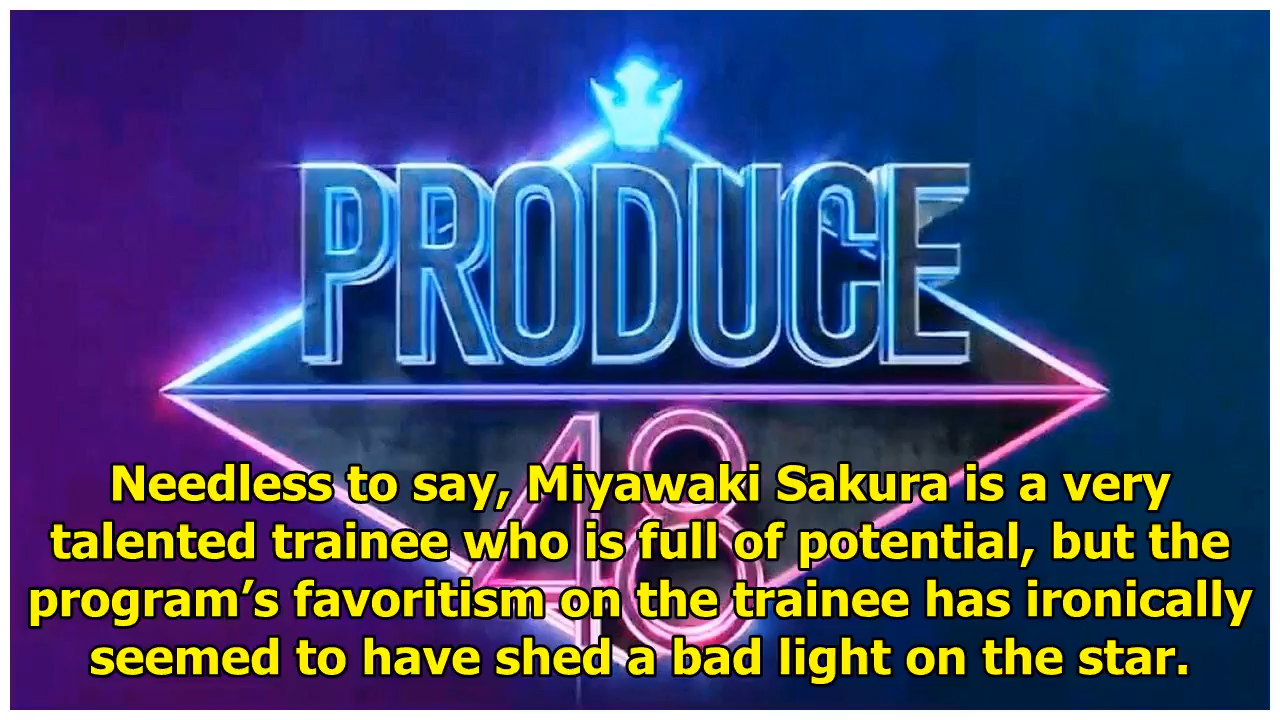 PRODUCE
48
Needless to say, Miyawaki Sakura is a very
talented trainee who is full of potential, but the
program’s favoritism on the trainee has ironically
seemed to have shed a bad light on the star.